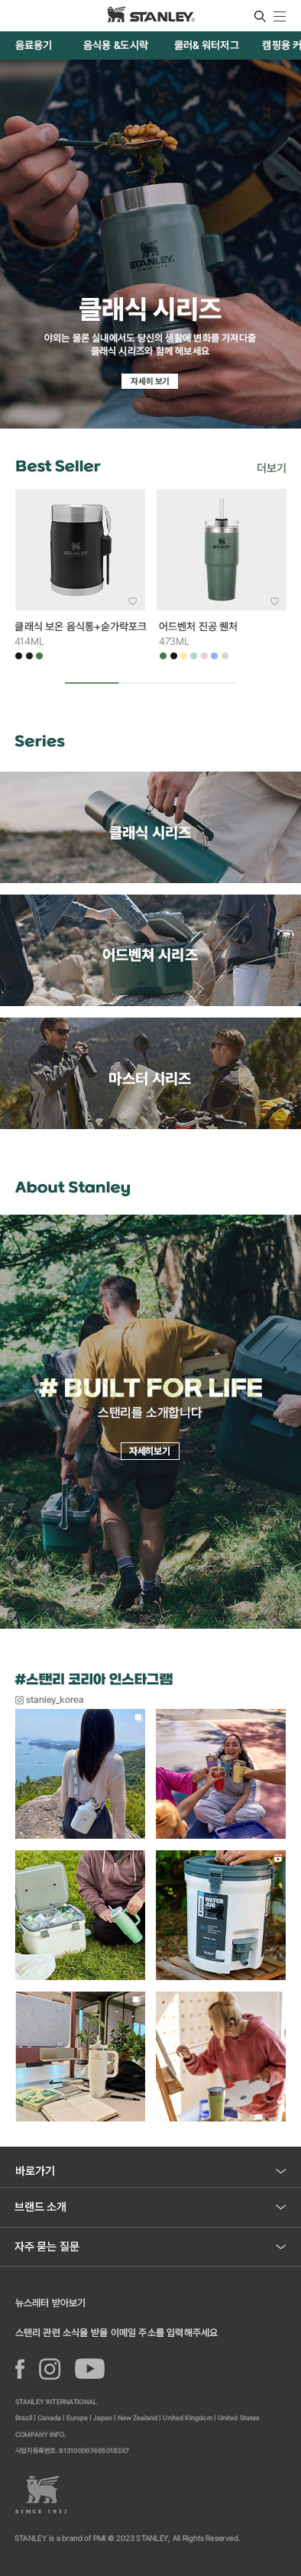 STANLEY
음료용기 음식용 &도시락 쿨러& 워터저그 캠핑용 커
STANLEY
클래식 시리즈
야외는 물론 실내에서도 당신의 생활에 변화를 가져다줄
클래식 시리즈와 함께 해보세요
자세히 보기
Best Seller
더보기
클래식 보온 음식통+숟가락포크
414ML
어드벤처 진공 퀜처
473ML
Series
클래식 시리즈
어드벤쳐 시리즈
마스터 시리즈
About Stanley
# BUILT FOR LIFE
스탠리를 소개합니다
자세히보기
#스탠리 코리아 인스타그램
stanley_korea
WATER
JUG
바로가기
브랜드 소개
자주 묻는 질문
뉴스레터 받아보기
스탠리 관련 소식을 받을 이메일 주소를 입력해주세요
STANLEY INTERNATIONAL
Brazil | Canada | Europe | Japan | New Zealand | United Kingdom | United States
COMPANY INFO.
사업자등록번호. 91310000746501­83X7
SINCE 1913
STANLEY is a brand of PMI © 2023 STANLEY, All Rights Reserved.